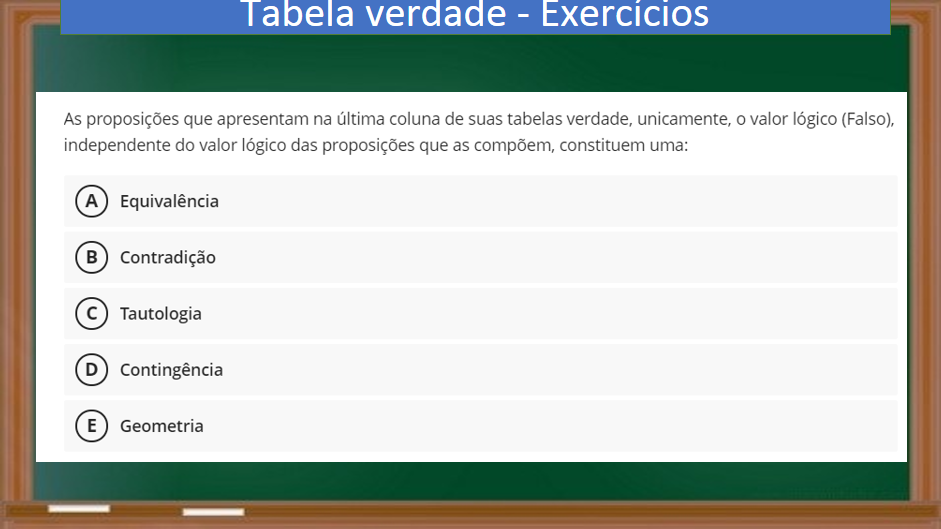 Tabela verdade - Exercícios
As proposições que apresentam na última coluna de suas tabelas verdade, unicamente, o valor lógico (Falso),
independente do valor lógico das proposições que as compõem, constituem uma:
A Equivalência
B Contradição
C Tautologia
D Contingência
E Geometria